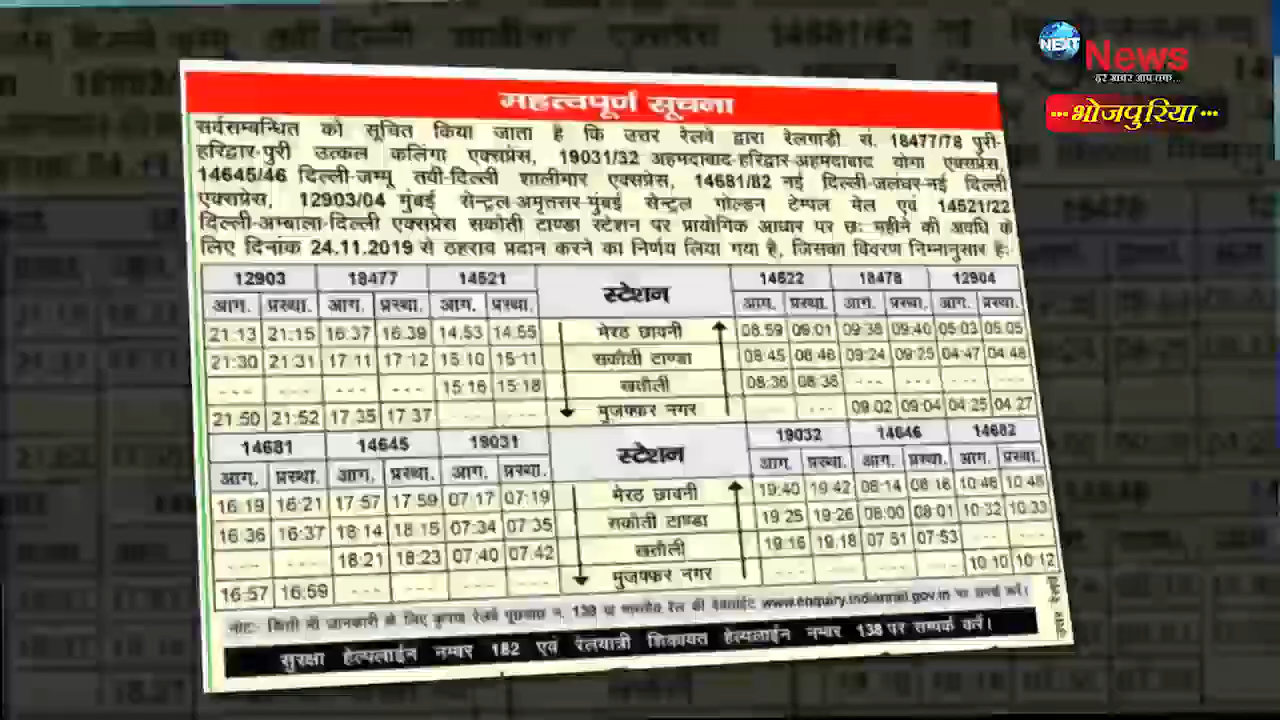 NEXT News
हर खबर आप तक...
...भोजपुरिया...
महत्वपूर्ण सूचना
सर्वसम्बन्धित को सूचित किया जाता है कि उत्तर रेलवे द्वारा रेलगाड़ी सं. 18477/78 पुरी-
हरिद्वार-पुरी उत्कल कलिंगा एक्सप्रेस, 19031/32 अहमदाबाद-हरिद्वार-अहमदाबाद योगा एक्सप्रेस,
14645/46 दिल्ली-जम्मू तवी-दिल्ली शालीमार एक्सप्रेस, 14681/82 नई दिल्ली-जलंधर-नई दिल्ली
एक्सप्रेस, 12903/04 मुंबई सेन्ट्रल-अमृतसर-मुंबई सेन्ट्रल गोल्डन टेम्पल मेल एवं 14521/22
दिल्ली-अम्बाला-दिल्ली एक्सप्रेस सकोती टाण्डा स्टेशन पर प्रायोगिक आधार पर छः महीने की अवधि के
लिए दिनांक 24.11.2019 से ठहराव प्रदान करने का निर्णय लिया गया है, जिसका विवरण निम्नानुसार है:
12903 18477 14521 स्टेशन 14522 18478 12904
आग. प्रस्था. आग. प्रस्था. आग. प्रस्था. आग. प्रस्था. आग. प्रस्था. आग. प्रस्था.
21:13 21:15 16:37 16:39 14:53 14:55 मेरठ छावनी 08:59 09:01 09:38 09:40 05:03 05:05
21:30 21:31 17:11 17:12 15:10 15:11 सकोती टाण्डा 08:45 08:46 09:24 09:25 04:47 04:48
--- --- --- --- 15:16 15:18 खतौली 08:36 08:38 --- --- --- ---
21:50 21:52 17:35 17:37 --- --- मुजफ्फर नगर --- --- 09:02 09:04 04:25 04:27
14681 14645 19031 स्टेशन 19032 14646 14682
आग. प्रस्था. आग. प्रस्था. आग. प्रस्था. आग. प्रस्था. आग. प्रस्था. आग. प्रस्था.
16:19 16:21 17:57 17:59 07:17 07:19 मेरठ छावनी 19:40 19:42 08:14 08:16 10:46 10:48
16:36 16:37 18:14 18:15 07:34 07:35 सकोती टाण्डा 19:25 19:26 08:00 08:01 10:32 10:33
--- --- 18:21 18:23 07:40 07:42 खतौली 19:16 19:18 07:51 07:53 --- ---
16:57 16:59 --- --- --- --- मुजफ्फर नगर --- --- --- --- 10:10 10:12
नोट:- किसी भी जानकारी के लिए कृपया रेलवे पूछताछ नं. 139 या भारतीय रेल की वेबसाईट www.enquiry.indianrail.gov.in पर सम्पर्क करें।
सुरक्षा हेल्पलाईन नम्बर 182 एवं रेलयात्री शिकायत हेल्पलाईन नम्बर 138 पर सम्पर्क करें।